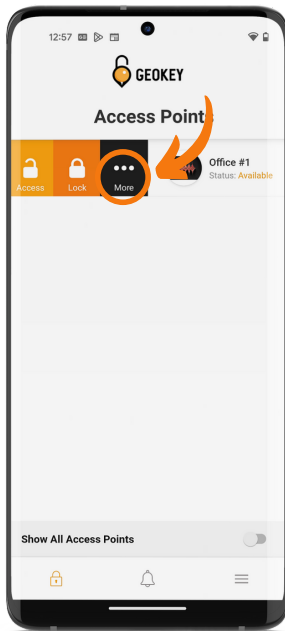 12:57
GEOKEY
Access Points
Access
Lock
More
Office #1
Status: Available
Show All Access Points